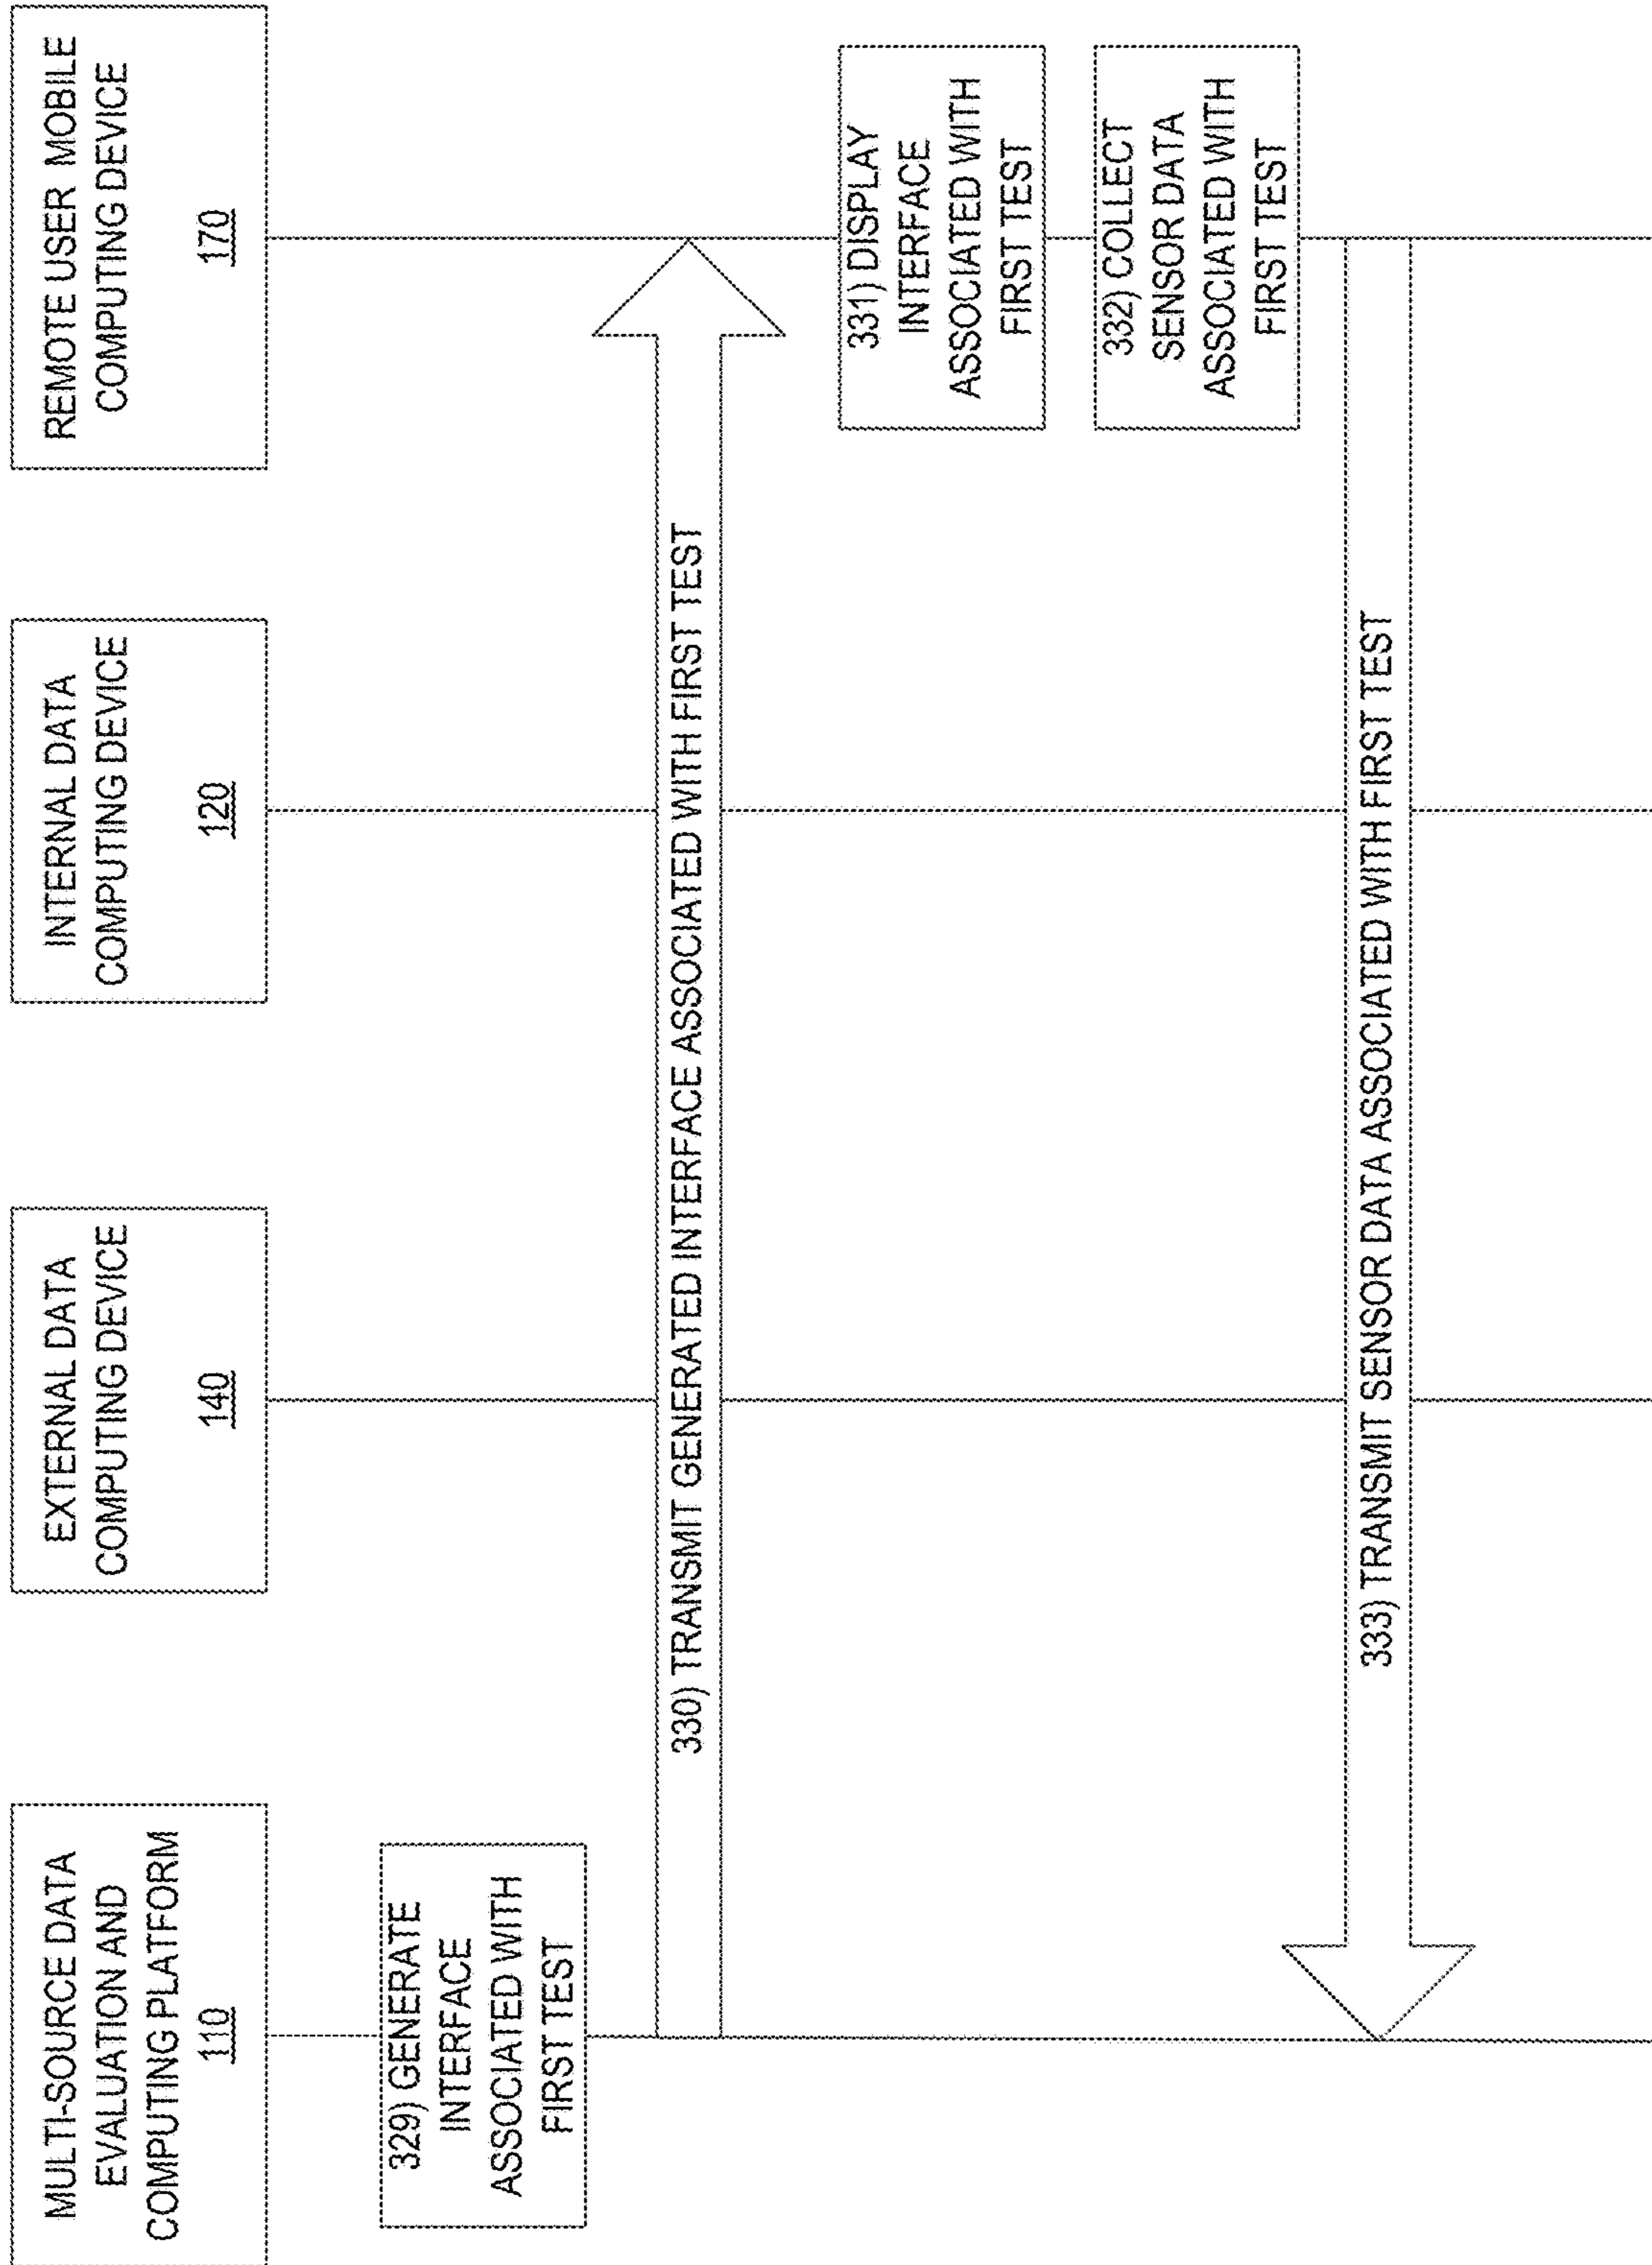 MULTI-SOURCE DATA
EVALUATION AND
COMPUTING PLATFORM
110
EXTERNAL DATA
COMPUTING DEVICE
140
INTERNAL DATA
COMPUTING DEVICE
120
REMOTE USER MOBILE
COMPUTING DEVICE
170
329) GENERATE
INTERFACE
ASSOCIATED WITH
FIRST TEST
330) TRANSMIT GENERATED INTERFACE ASSOCIATED WITH FIRST TEST
331) DISPLAY
INTERFACE
ASSOCIATED WITH
FIRST TEST
332) COLLECT
SENSOR DATA
ASSOCIATED WITH
FIRST TEST
333) TRANSMIT SENSOR DATA ASSOCIATED WITH FIRST TEST